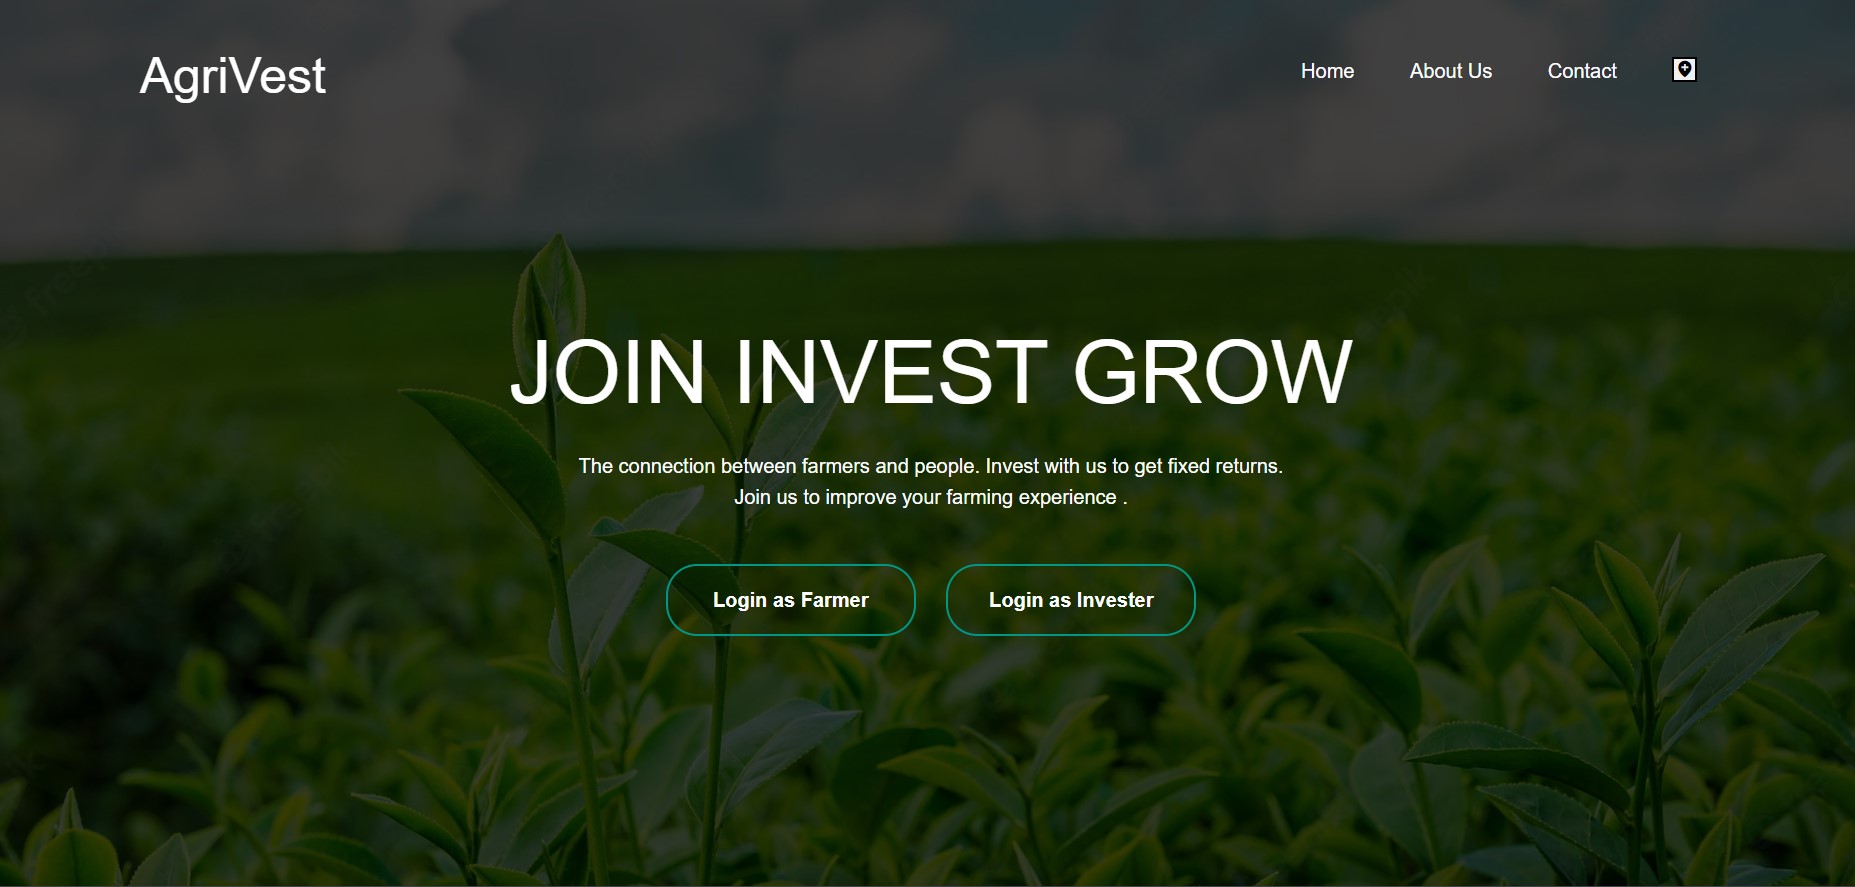 AgriVest
Home About Us Contact
JOIN INVEST GROW
The connection between farmers and people. Invest with us to get fixed returns.
Join us to improve your farming experience .
Login as Farmer Login as Invester